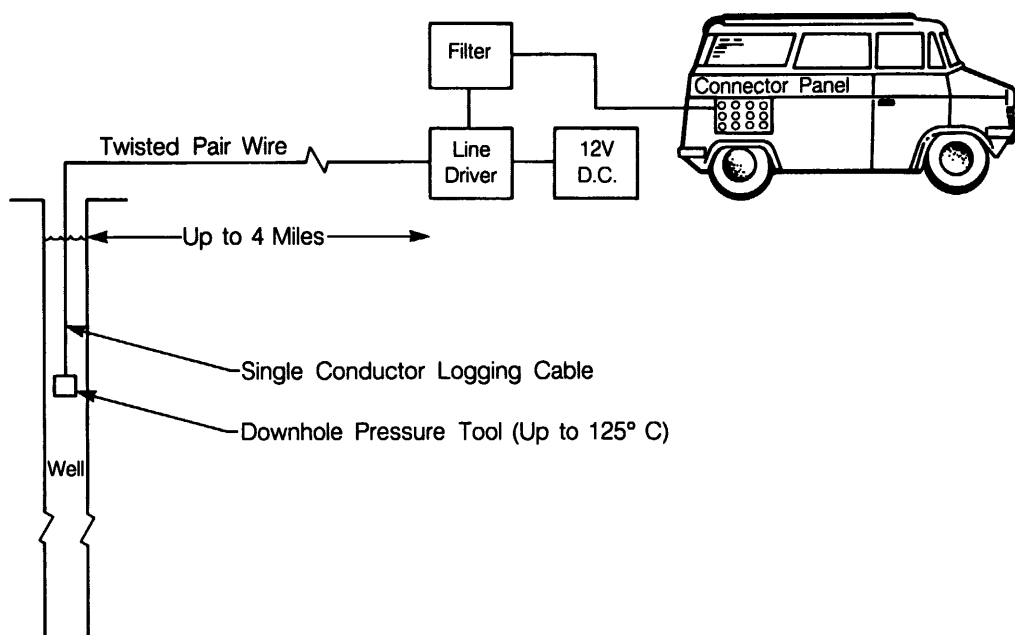 Filter
Connector Panel
Twisted Pair Wire
Line
Driver
12V
D.C.
Up to 4 Miles
Single Conductor Logging Cable
Downhole Pressure Tool (Up to 125° C)
Well